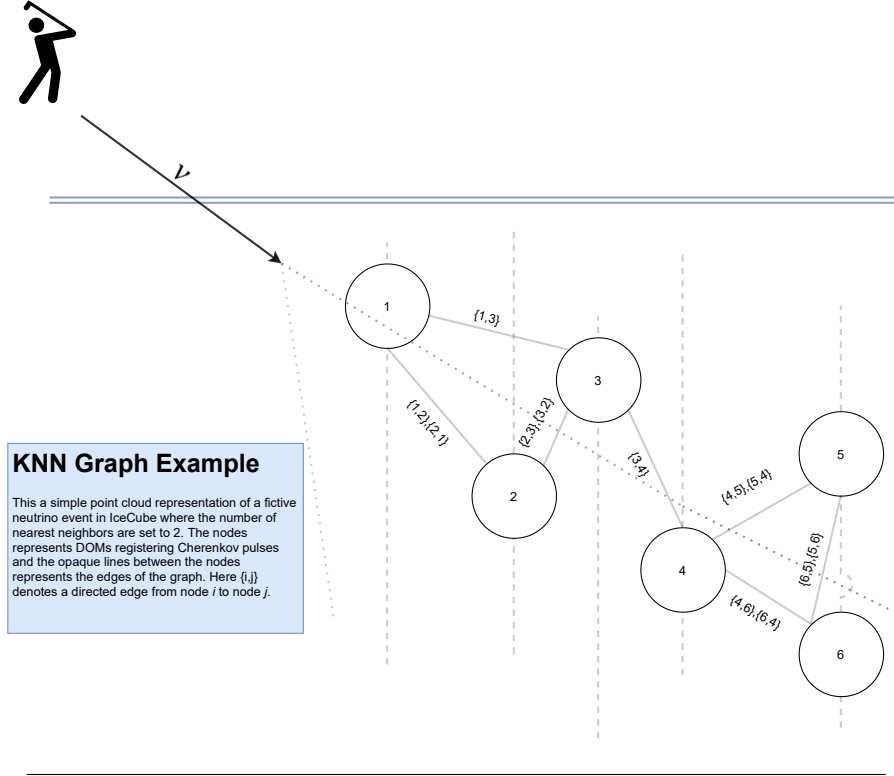 ν
1
{1,3}
3
{1,2},{2,1}
{2,3},{3,2}
{3,4}
2
5
{4,5},{5,4}
4
{6,5},{5,6}
{4,6},{6,4}
6
KNN Graph Example
This a simple point cloud representation of a fictive
neutrino event in IceCube where the number of
nearest neighbors are set to 2. The nodes
represents DOMs registering Cherenkov pulses
and the opaque lines between the nodes
represents the edges of the graph. Here {i,j}
denotes a directed edge from node i to node j.